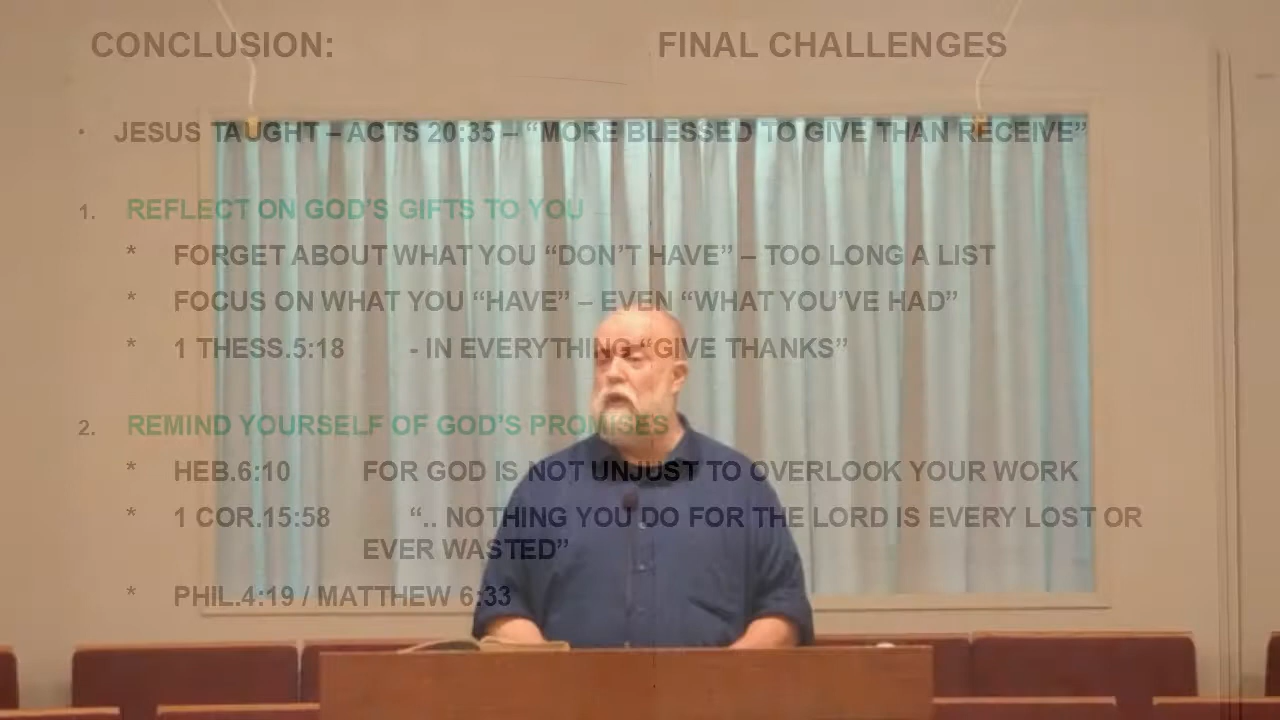 CONCLUSION: FINAL CHALLENGES
• JESUS TAUGHT – ACTS 20:35 – “MORE BLESSED TO GIVE THAN RECEIVE”
1. REFLECT ON GOD’S GIFTS TO YOU –
* FORGET ABOUT WHAT YOU “DON’T HAVE” – TOO LONG A LIST
* FOCUS ON WHAT YOU “HAVE” – EVEN “WHAT YOU’VE HAD”
* 1 THESS.5:18 - IN EVERYTHING “GIVE THANKS”
2. REMIND YOURSELF OF GOD’S PROMISES
* HEB.6:10 FOR GOD IS NOT UNJUST TO OVERLOOK YOUR WORK
* 1 COR.15:58 “.. NOTHING YOU DO FOR THE LORD IS EVERY LOST OR
EVER WASTED”
* PHIL.4:19 / MATTHEW 6:33